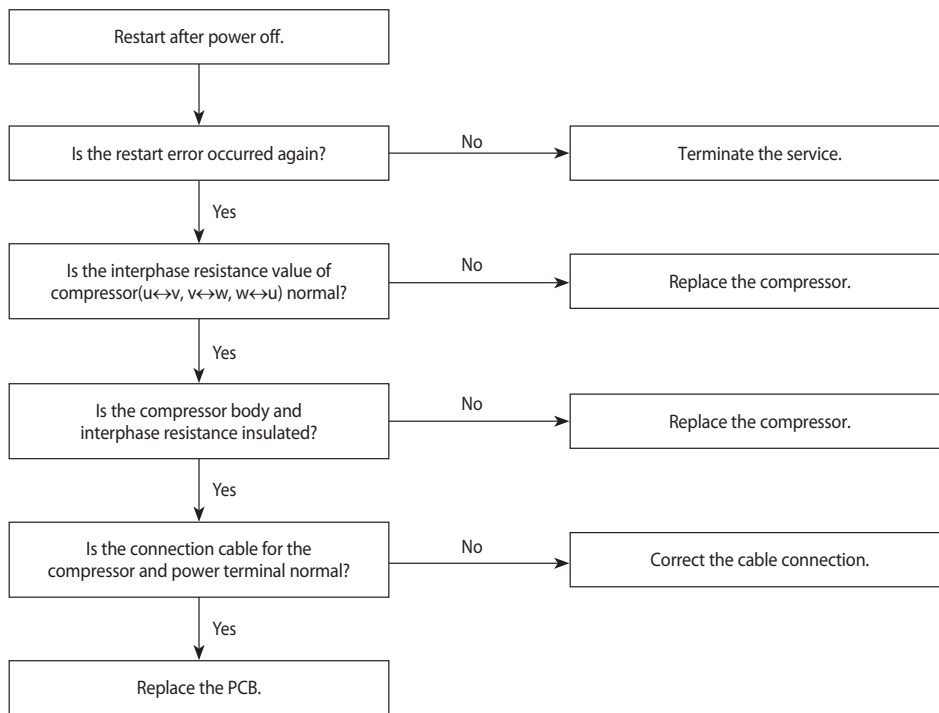 Restart after power off.
Is the restart error occurred again?
No
Terminate the service.
Yes
Is the interphase resistance value of
compressor(u↔v, v↔w, w↔u) normal?
No
Replace the compressor.
Yes
Is the compressor body and
interphase resistance insulated?
No
Replace the compressor.
Yes
Is the connection cable for the
compressor and power terminal normal?
No
Correct the cable connection.
Yes
Replace the PCB.